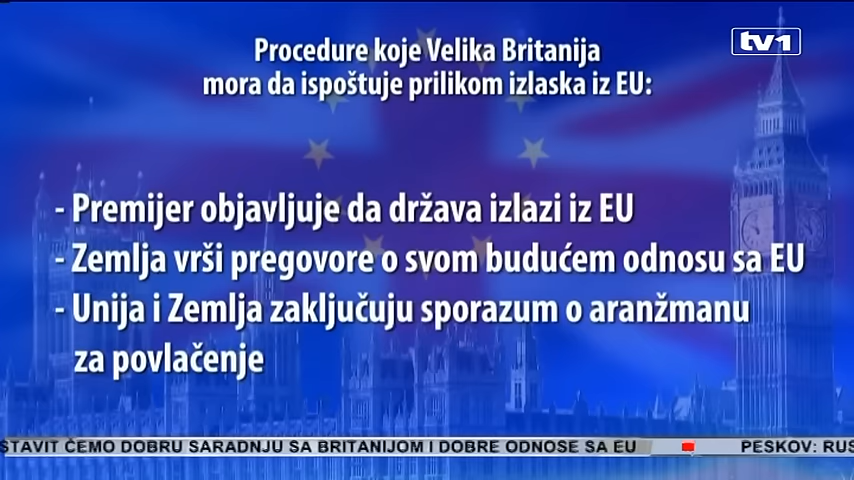 tv1
Procedure koje Velika Britanija
mora da ispoštuje prilikom izlaska iz EU:
- Premijer objavljuje da država izlazi iz EU
- Zemlja vrši pregovore o svom budućem odnosu sa EU
- Unija i Zemlja zaključuju sporazum o aranžmanu
za povlačenje
STAVIT ĆEMO DOBRU SARADNJU SA BRITANIJOM I DOBRE ODNOSE SA EU PESKOV: RUS